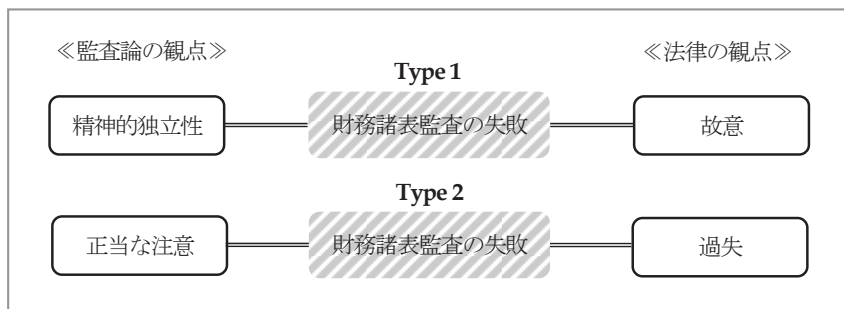 ≪監査論の観点≫
≪法律の観点≫
Type 1
精神的独立性
財務諸表監査の失敗
故意
Type 2
正当な注意
財務諸表監査の失敗
過失